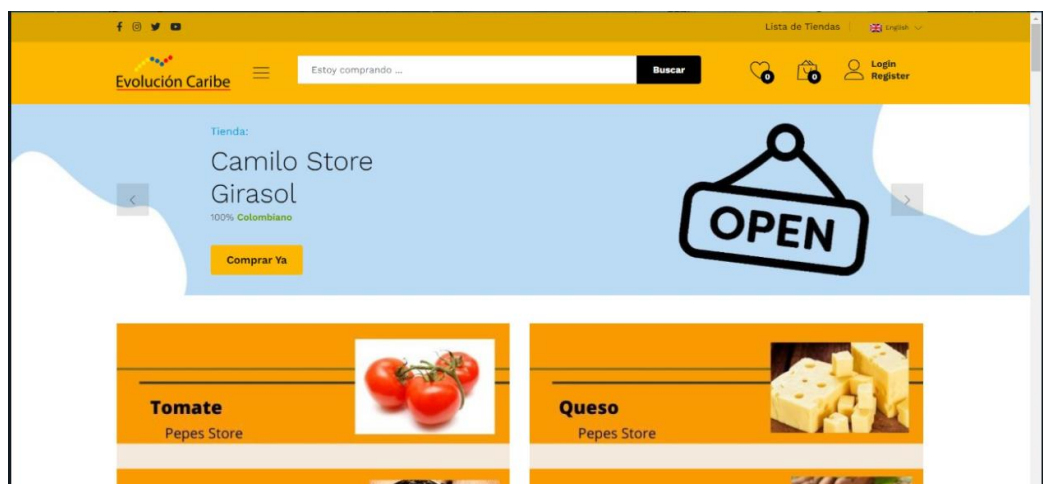 Lista de Tiendas
English
Evolución Caribe
Estoy comprando ...
Buscar
0
0
Login
Register
Tienda:
Camilo Store
Girasol
100% Colombiano
Comprar Ya
OPEN
Tomate
Pepes Store
Queso
Pepes Store